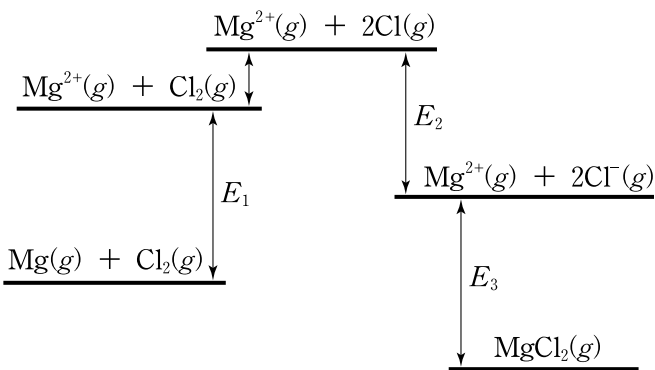 Mg²⁺(g) + 2Cl(g)
Mg²⁺(g) + Cl₂(g)
E₂
Mg²⁺(g) + 2Cl⁻(g)
E₁
Mg(g) + Cl₂(g)
E₃
MgCl₂(g)